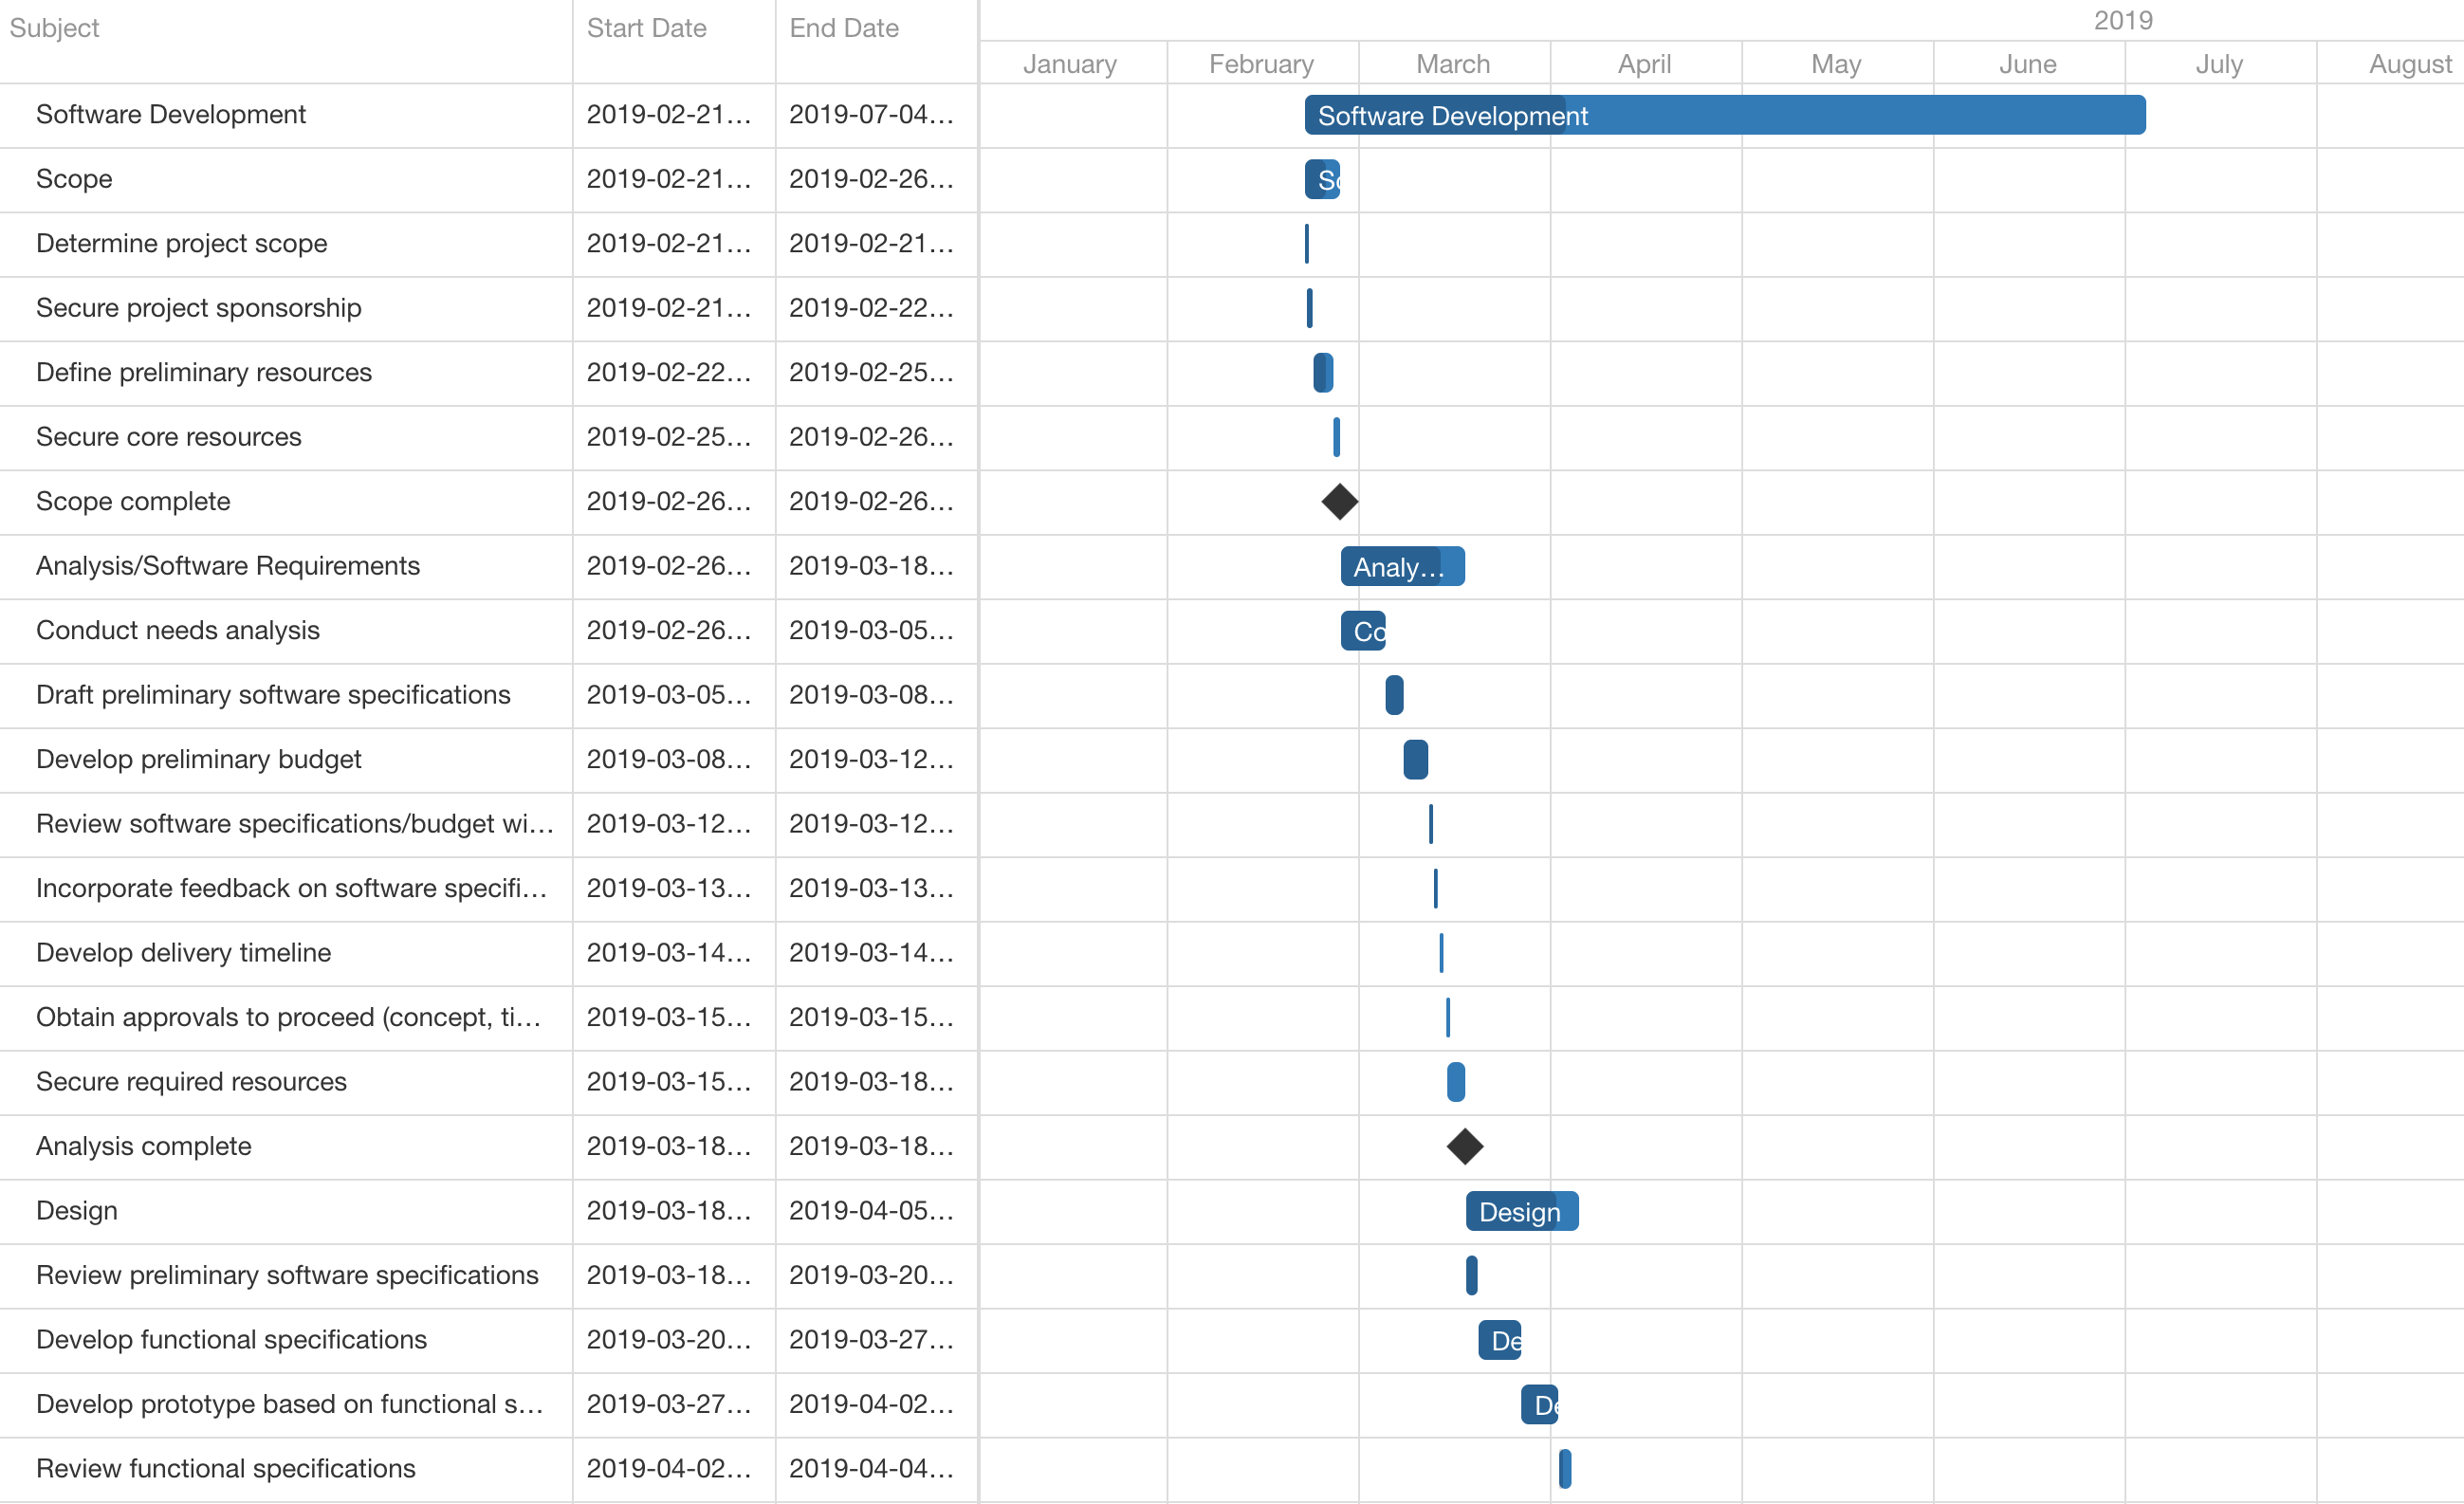 Subject Start Date End Date 2019
January February March April May June July August
Software Development 2019-02-21... 2019-07-04... Software Development
Scope 2019-02-21... 2019-02-26... Sc
Determine project scope 2019-02-21... 2019-02-21...
Secure project sponsorship 2019-02-21... 2019-02-22...
Define preliminary resources 2019-02-22... 2019-02-25...
Secure core resources 2019-02-25... 2019-02-26...
Scope complete 2019-02-26... 2019-02-26...
Analysis/Software Requirements 2019-02-26... 2019-03-18... Analy...
Conduct needs analysis 2019-02-26... 2019-03-05... Co
Draft preliminary software specifications 2019-03-05... 2019-03-08...
Develop preliminary budget 2019-03-08... 2019-03-12...
Review software specifications/budget wi... 2019-03-12... 2019-03-12...
Incorporate feedback on software specifi... 2019-03-13... 2019-03-13...
Develop delivery timeline 2019-03-14... 2019-03-14...
Obtain approvals to proceed (concept, ti... 2019-03-15... 2019-03-15...
Secure required resources 2019-03-15... 2019-03-18...
Analysis complete 2019-03-18... 2019-03-18...
Design 2019-03-18... 2019-04-05... Design
Review preliminary software specifications 2019-03-18... 2019-03-20...
Develop functional specifications 2019-03-20... 2019-03-27... De
Develop prototype based on functional s... 2019-03-27... 2019-04-02... De
Review functional specifications 2019-04-02... 2019-04-04...